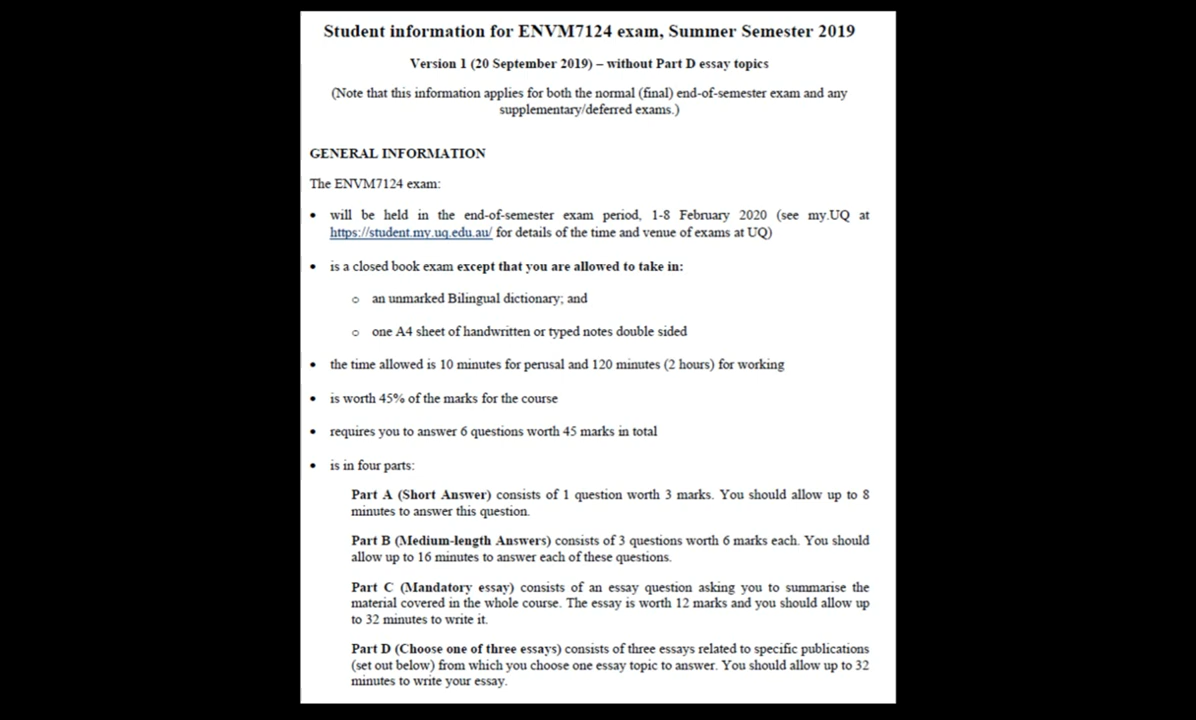 Student information for ENVM7124 exam, Summer Semester 2019
Version 1 (20 September 2019) – without Part D essay topics
(Note that this information applies for both the normal (final) end-of-semester exam and any
supplementary/deferred exams.)
GENERAL INFORMATION
The ENVM7124 exam:
• will be held in the end-of-semester exam period, 1-8 February 2020 (see my.UQ at
https://student.my.uq.edu.au/ for details of the time and venue of exams at UQ)
• is a closed book exam except that you are allowed to take in:
o an unmarked Bilingual dictionary; and
o one A4 sheet of handwritten or typed notes double sided
• the time allowed is 10 minutes for perusal and 120 minutes (2 hours) for working
• is worth 45% of the marks for the course
• requires you to answer 6 questions worth 45 marks in total
• is in four parts:
Part A (Short Answer) consists of 1 question worth 3 marks. You should allow up to 8
minutes to answer this question.
Part B (Medium-length Answers) consists of 3 questions worth 6 marks each. You should
allow up to 16 minutes to answer each of these questions.
Part C (Mandatory essay) consists of an essay question asking you to summarise the
material covered in the whole course. The essay is worth 12 marks and you should allow up
to 32 minutes to write it.
Part D (Choose one of three essays) consists of three essays related to specific publications
(set out below) from which you choose one essay topic to answer. You should allow up to 32
minutes to write your essay.